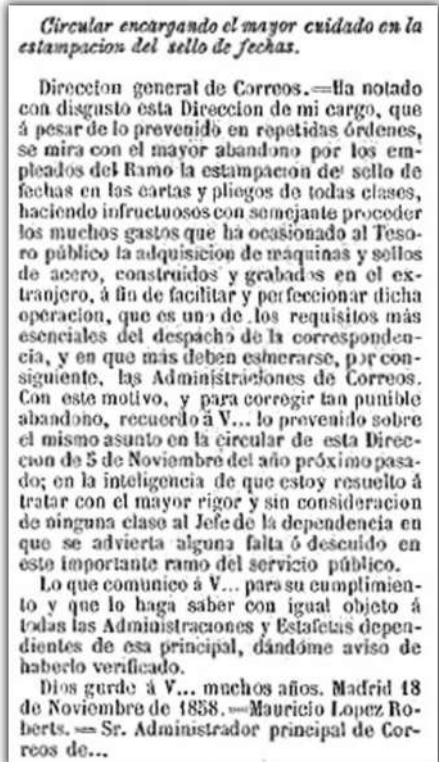 Circular encargando el mayor cuidado en la
estampacion del sello de fechas.
Direccion general de Correos.=Ha notado
con disgusto esta Direccion de mi cargo, que
á pesar de lo prevenido en repetidas órdenes,
se mira con el mayor abandono por los em-
pleados del Ramo la estampación del sello de
fechas en las cartas y pliegos de todas clases,
haciendo infructuosos con semejante proceder
los muchos gastos que ha ocasionado al Teso-
ro público la adquisicion de máquinas y sellos
de acero, construidos y grabados en el ex-
tranjero, á fin de facilitar y perfeccionar dicha
operacion, que es uno de los requisitos más
esenciales del despacho de la corresponden-
cia, y en que más deben esmerarse, por con-
siguiente, las Administraciones de Correos.
Con este motivo, y para corregir tan punible
abandono, recuerdo á V... lo prevenido sobre
el mismo asunto en la circular de esta Direc-
cion de 5 de Noviembre del año próximo pasa-
do; en la inteligencia de que estoy resuelto á
tratar con el mayor rigor y sin consideracion
de ninguna clase al Jefe de la dependencia en
que se advierta alguna falta ó descuido en
este importante ramo del servicio público.
Lo que comunico á V... para su cumplimien-
to y que lo haga saber con igual objeto á
todas las Administraciones y Estafetas depen-
dientes de esa principal, dándome aviso de
haberlo verificado.
Dios gurde á V... muchos años. Madrid 18
de Noviembre de 1858.=Mauricio Lopez Ro-
berts.=Sr. Administrador principal de Cor-
reos de...